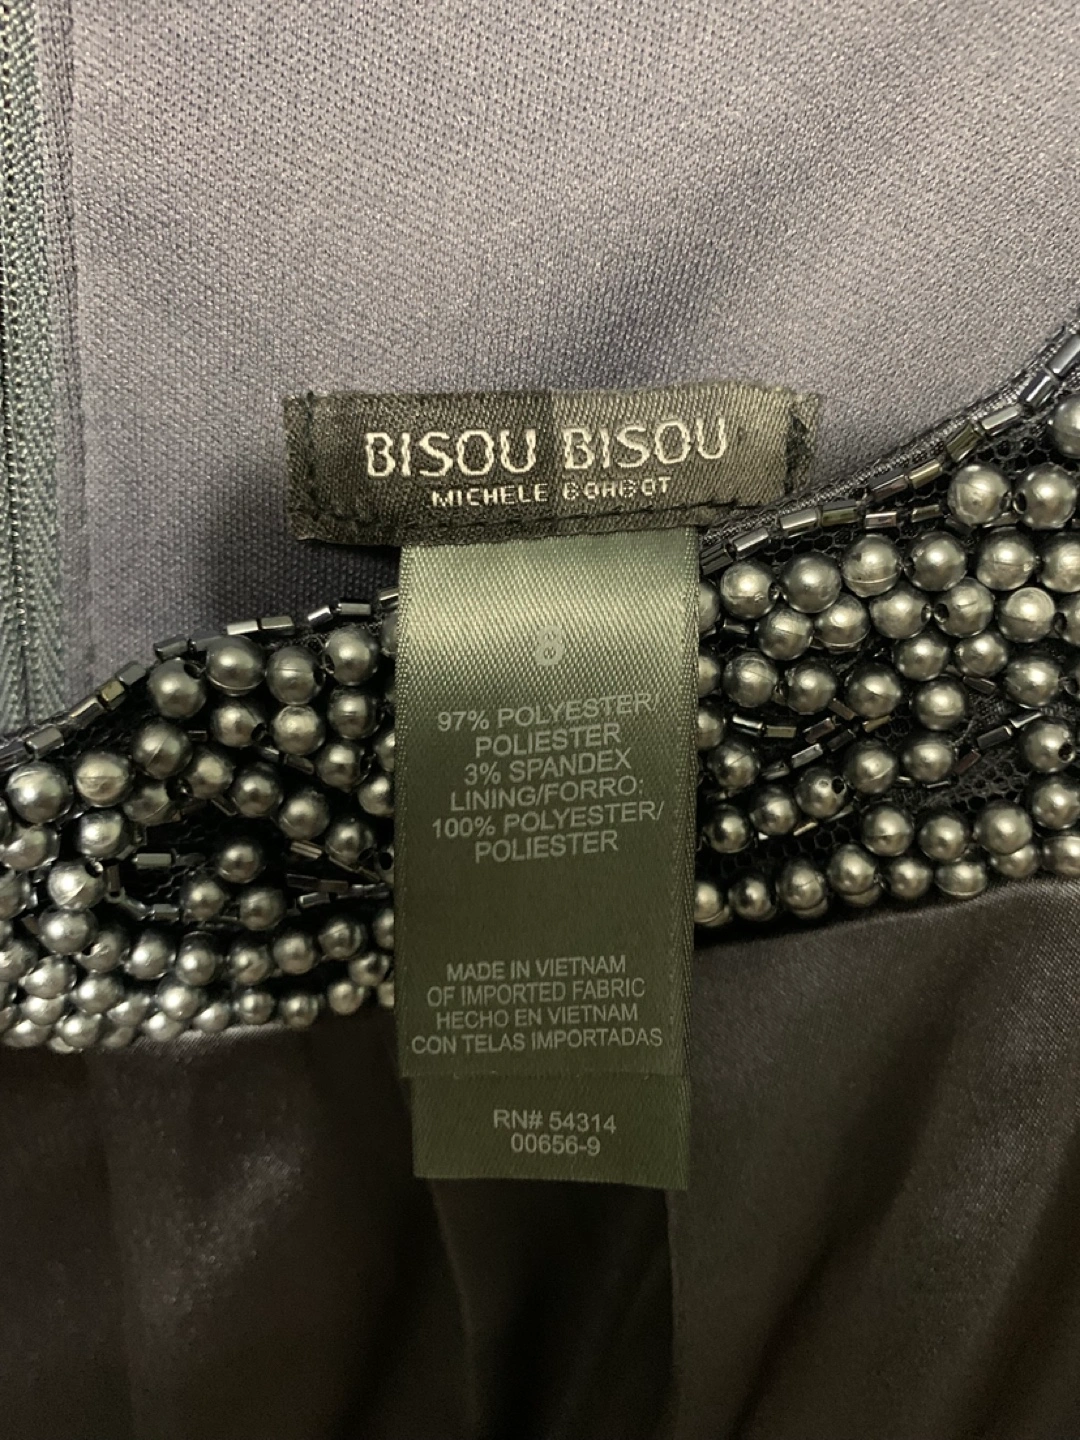 BISOU BISOU
MICHELE BOHBOT
8
97% POLYESTER/
POLIESTER
3% SPANDEX
LINING/FORRO:
100% POLYESTER/
POLIESTER
MADE IN VIETNAM
OF IMPORTED FABRIC
HECHO EN VIETNAM
CON TELAS IMPORTADAS
RN# 54314
00656-9